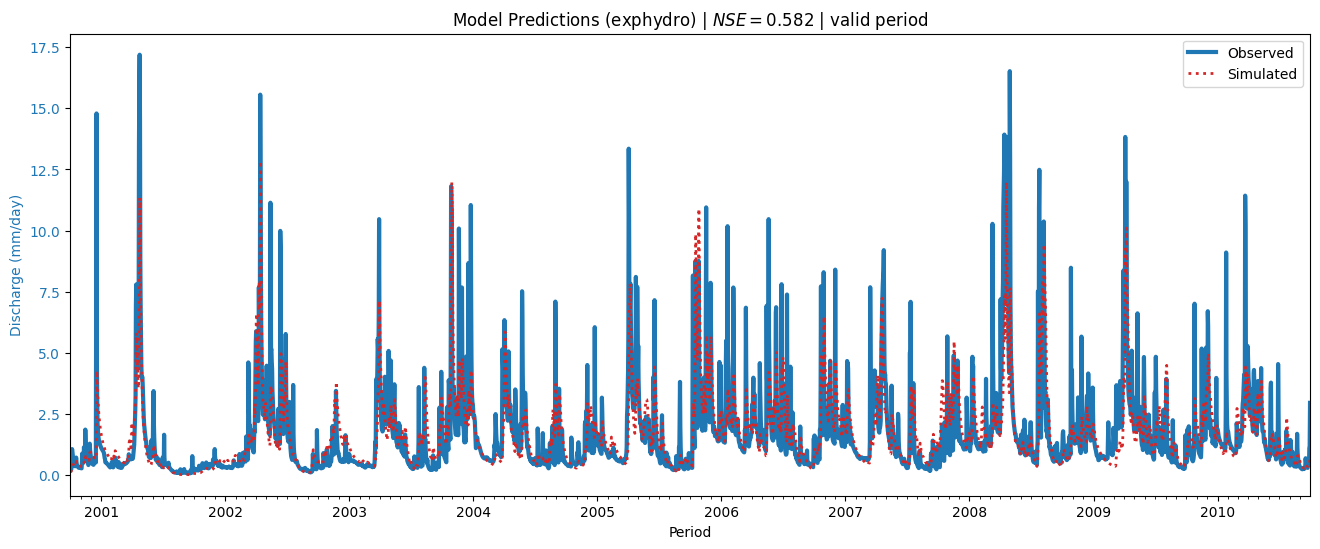 Model Predictions (exphydro) | NSE = 0.582 | valid period
17.5
15.0
12.5
10.0
7.5
5.0
2.5
0.0
Discharge (mm/day)
Observed
Simulated
2001 2002 2003 2004 2005 2006 2007 2008 2009 2010
Period